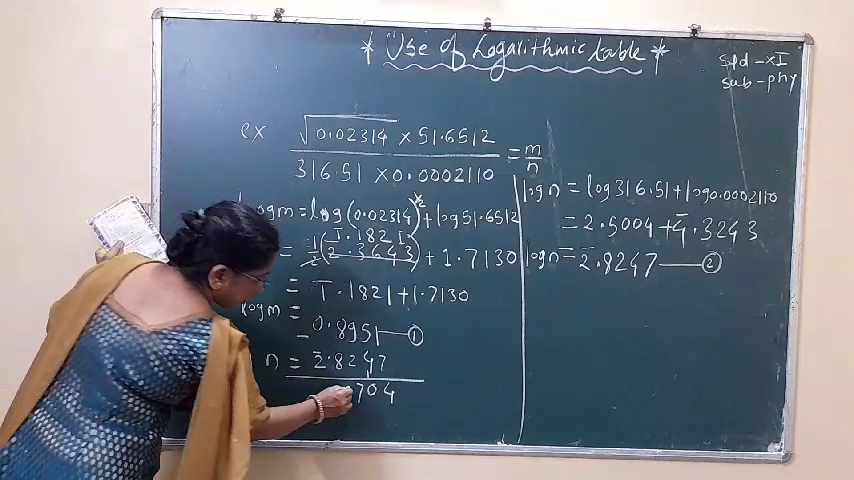 * Use of Logarithmic table *
std - XI
sub - phy
ex √0.02314 × 51.6512
316.51 × 0.0002110
= m/n
log m = log(0.02314)^½ + log 51.6512
1̅.1821
= ½(2̅.3643) + 1.7130
= 1̅.1821 + 1.7130
log m =
0.8951 — ①
- n = 2̅.8247
704
log n = log 316.51 + log 0.0002110
= 2.5004 + 4̅.3243
log n = 2̅.8247 — ②